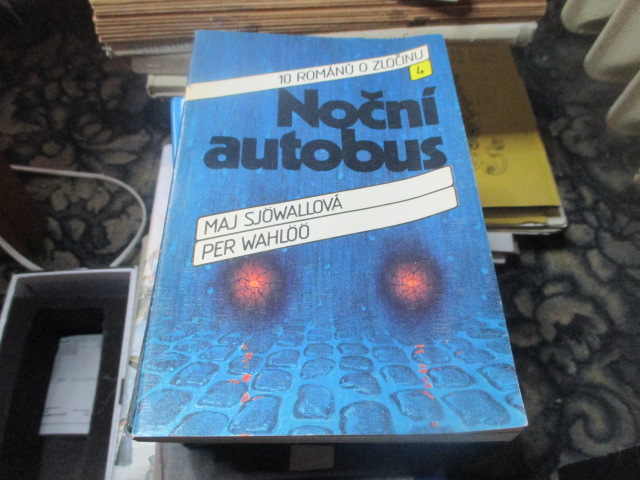 10 ROMÁNŮ O ZLOČINU
4
Noční
autobus
MAJ SJÖWALLOVÁ
PER WAHLÖÖ